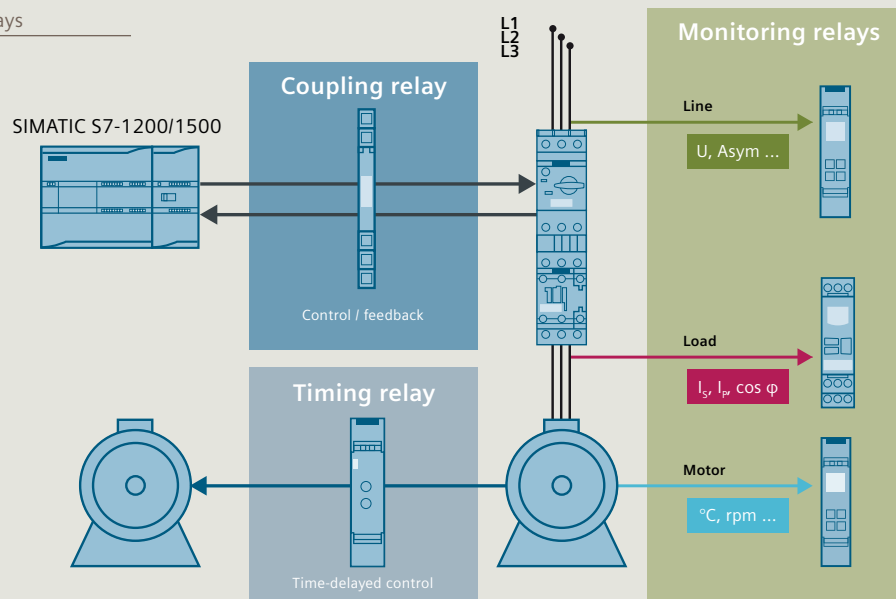 L1
L2
L3
Monitoring relays
Coupling relay
Line
SIMATIC S7-1200/1500
U, Asym ...
Control / feedback
Load
Timing relay
Is, Ip, cos φ
Motor
°C, rpm ...
Time-delayed control